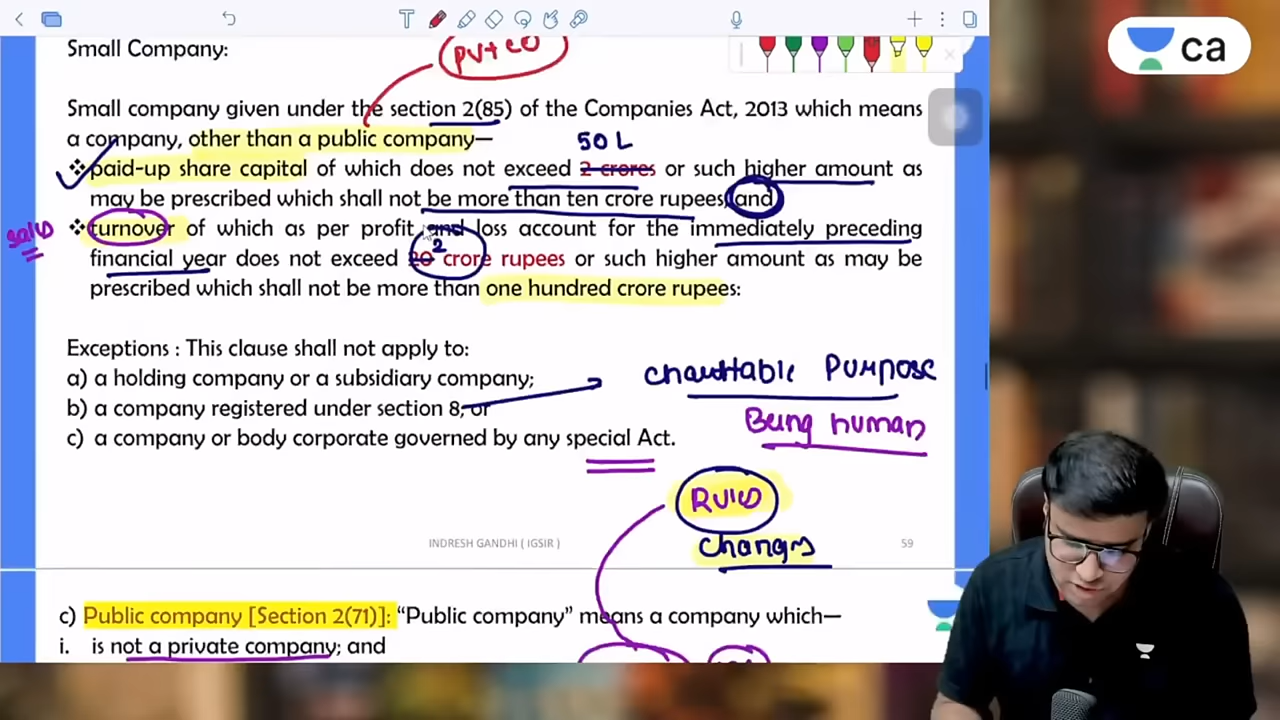 ca
Small Company:
PV+
Small company given under the section 2(85) of the Companies Act, 2013 which means
a company, other than a public company—
50 L
❖ paid-up share capital of which does not exceed 2 crores or such higher amount as
may be prescribed which shall not be more than ten crore rupees, and
Sales
❖ turnover of which as per profit and loss account for the immediately preceding
2
financial year does not exceed 20 crore rupees or such higher amount as may be
prescribed which shall not be more than one hundred crore rupees:
Exceptions : This clause shall not apply to:
a) a holding company or a subsidiary company;
b) a company registered under section 8; or
c) a company or body corporate governed by any special Act.
Charitable Purpose
Being human
Rules
Changes
INDRESH GANDHI ( IGSIR )
59
c) Public company [Section 2(71)]: “Public company” means a company which—
i. is not a private company; and